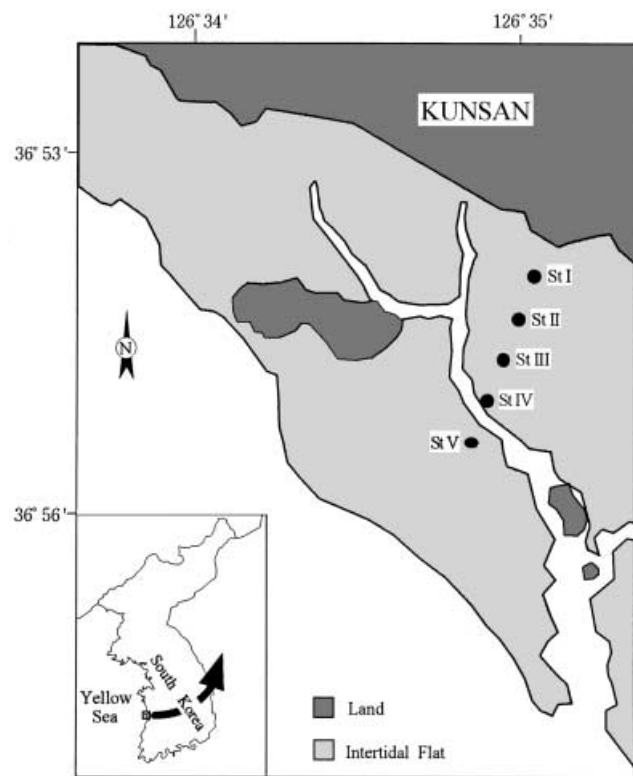 126° 34′
126° 35′
KUNSAN
36° 53′
St I
St II
St III
N
St IV
St V
36° 56′
South Korea
Yellow
Sea
Land
Intertidal Flat